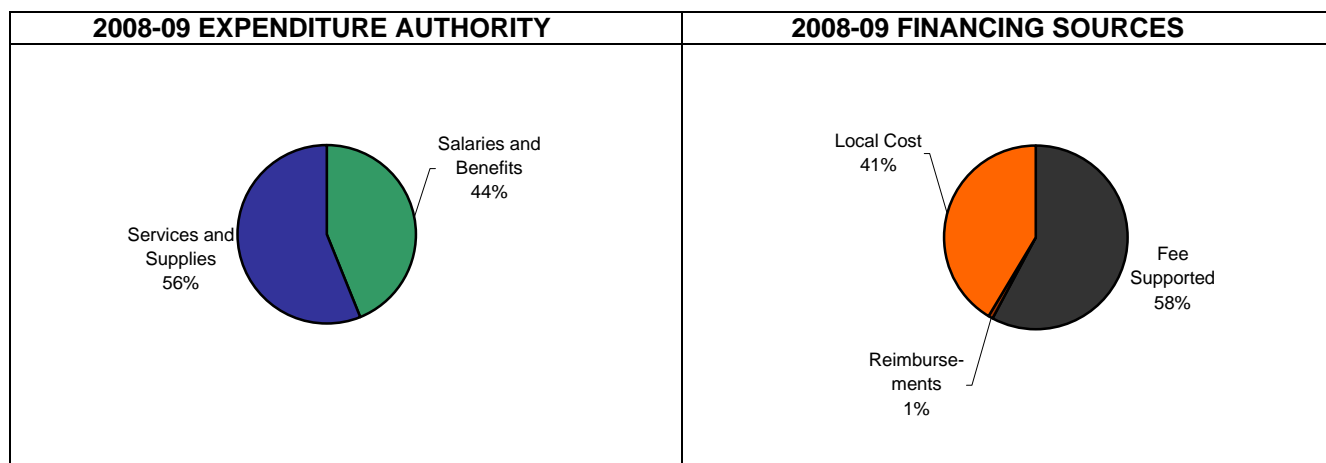 2008-09 EXPENDITURE AUTHORITY
Salaries and
Benefits
44%
Services and
Supplies
56%
2008-09 FINANCING SOURCES
Local Cost
41%
Fee
Supported
58%
Reimburse-
ments
1%